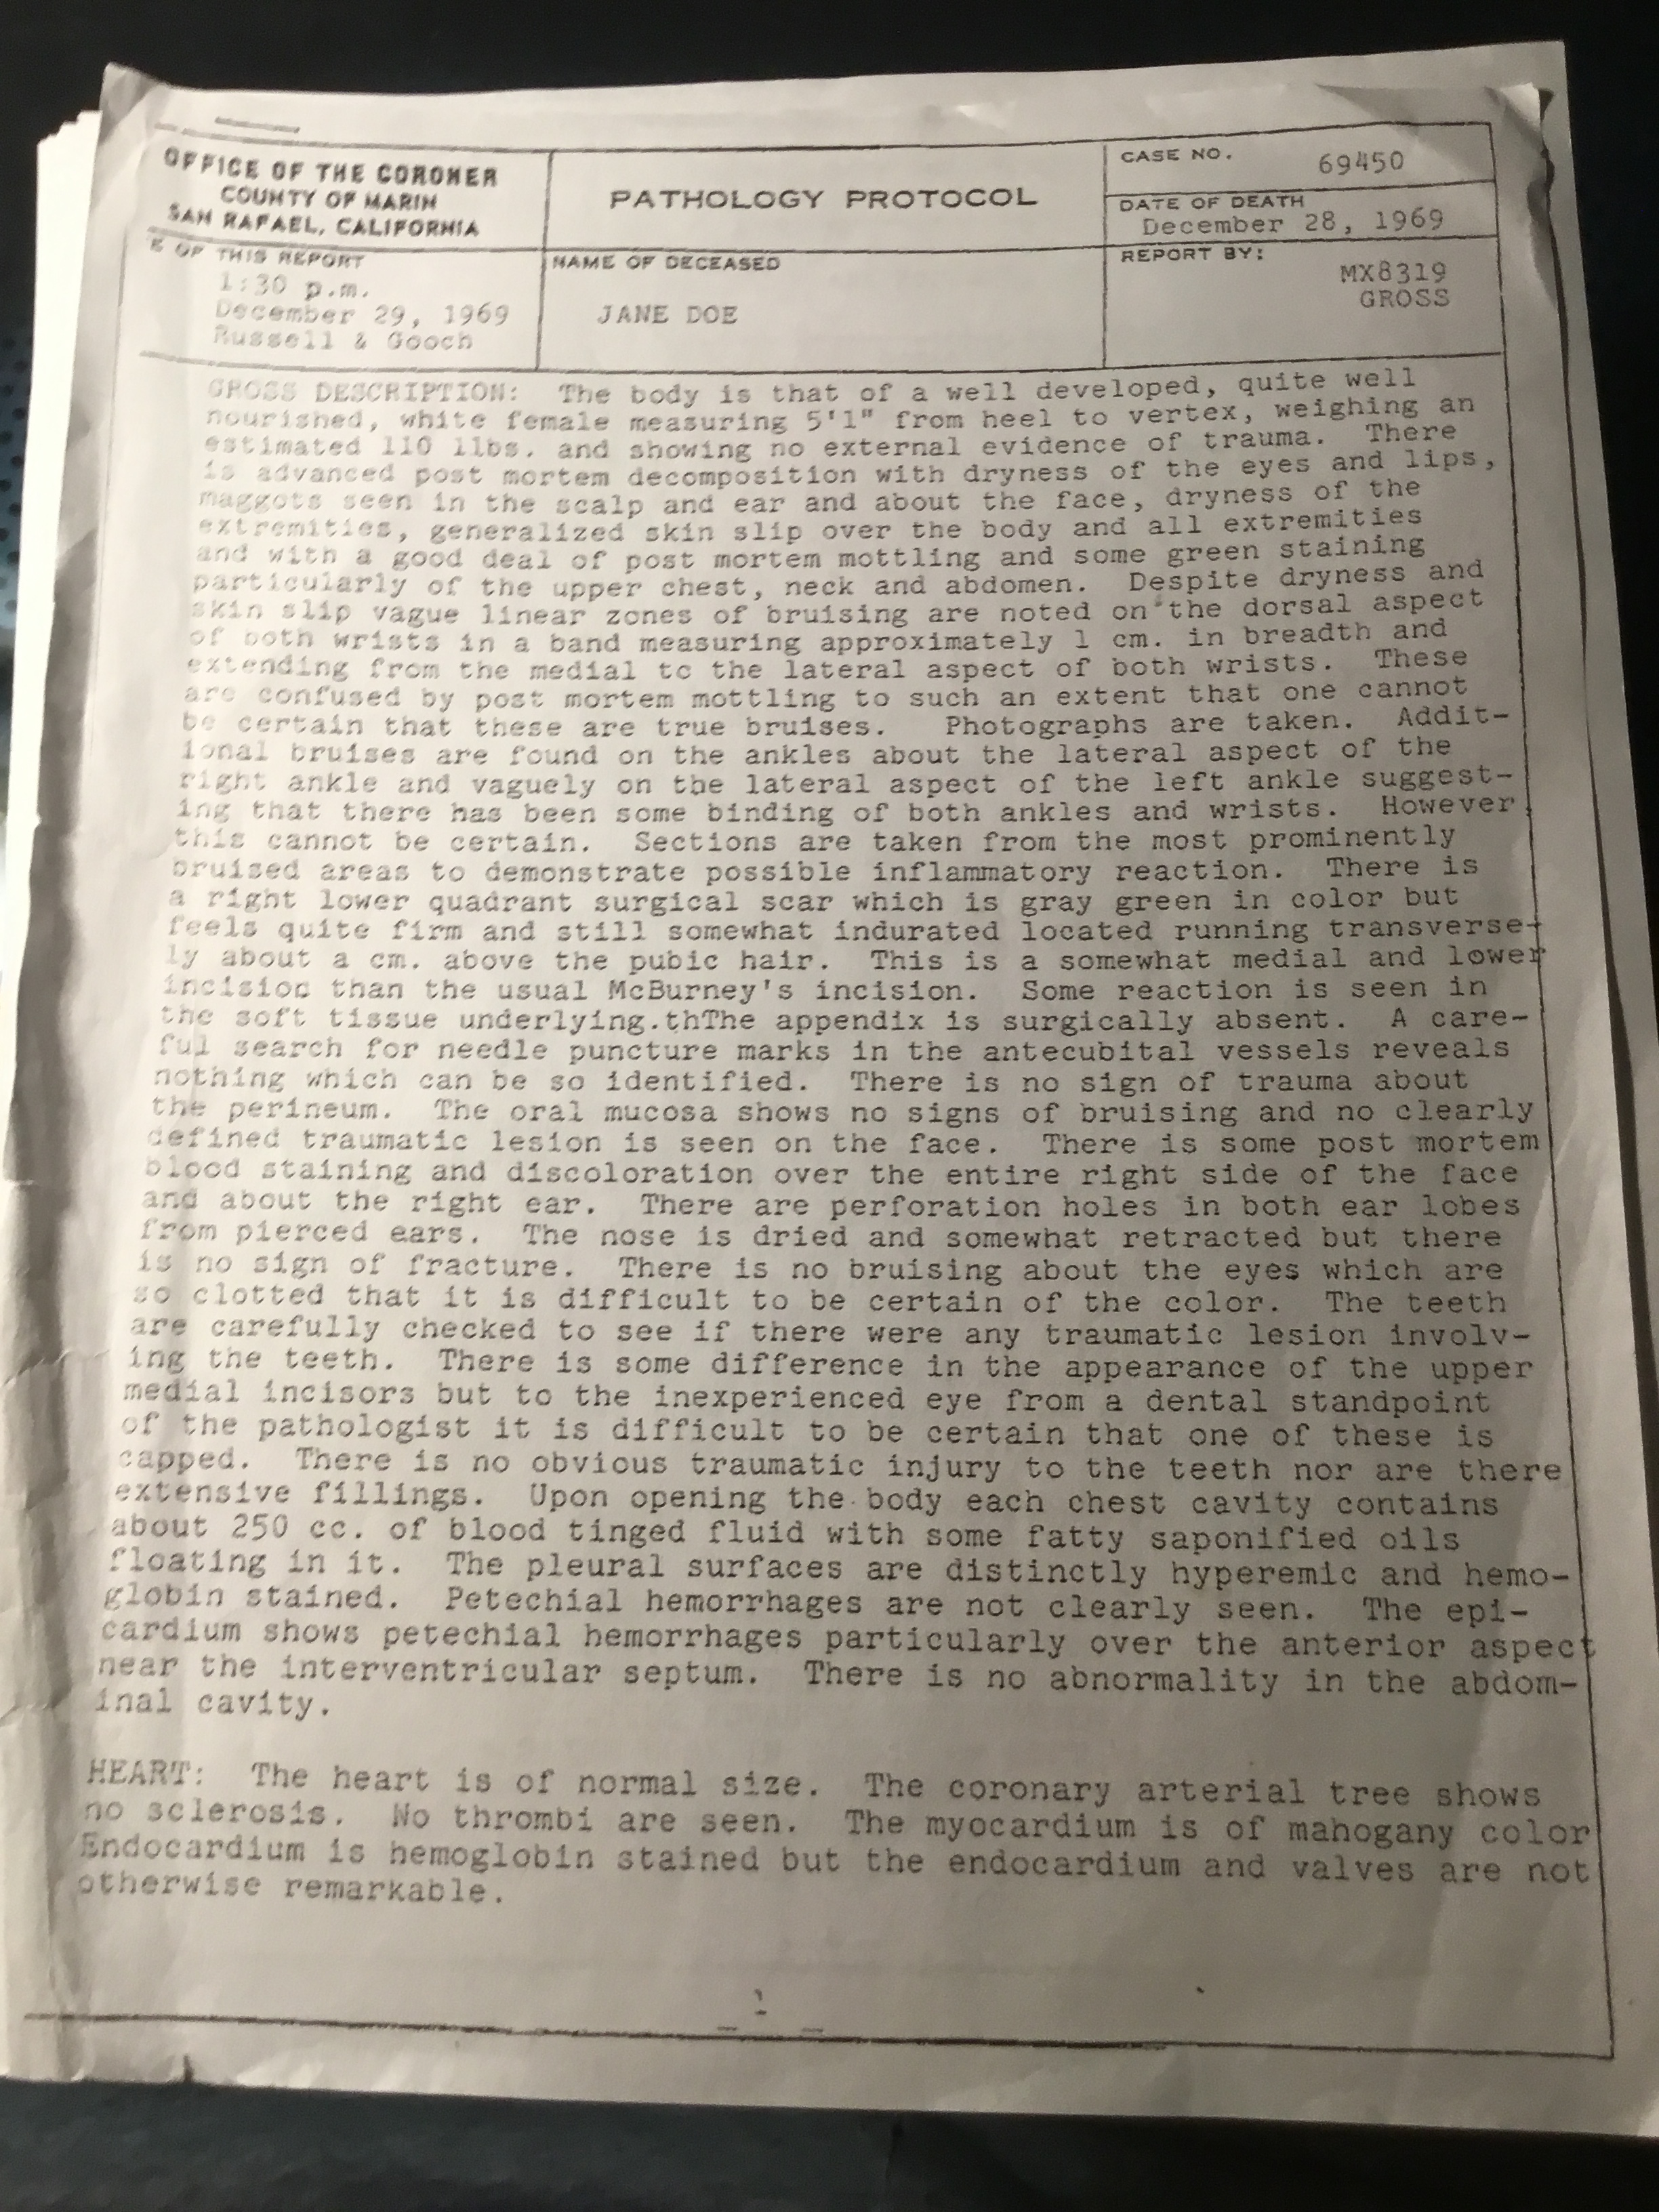 OFFICE OF THE CORONER
COUNTY OF MARIN
SAN RAFAEL, CALIFORNIA
PATHOLOGY PROTOCOL
CASE NO.
69450
DATE OF DEATH
December 28, 1969
E OF THIS REPORT
1:30 p.m.
December 29, 1969
Russell & Gooch
NAME OF DECEASED
JANE DOE
REPORT BY:
MX8319
GROSS
GROSS DESCRIPTION: The body is that of a well developed, quite well
nourished, white female measuring 5'1" from heel to vertex, weighing an
estimated 110 llbs. and showing no external evidence of trauma. There
is advanced post mortem decomposition with dryness of the eyes and lips,
maggots seen in the scalp and ear and about the face, dryness of the
extremities, generalized skin slip over the body and all extremities
and with a good deal of post mortem mottling and some green staining
particularly of the upper chest, neck and abdomen. Despite dryness and
skin slip vague linear zones of bruising are noted on the dorsal aspect
of both wrists in a band measuring approximately 1 cm. in breadth and
extending from the medial to the lateral aspect of both wrists. These
are confused by post mortem mottling to such an extent that one cannot
be certain that these are true bruises. Photographs are taken. Addit-
ional bruises are found on the ankles about the lateral aspect of the
right ankle and vaguely on the lateral aspect of the left ankle suggest-
ing that there has been some binding of both ankles and wrists. However,
this cannot be certain. Sections are taken from the most prominently
bruised areas to demonstrate possible inflammatory reaction. There is
a right lower quadrant surgical scar which is gray green in color but
feels quite firm and still somewhat indurated located running transverse-
ly about a cm. above the pubic hair. This is a somewhat medial and lower
incision than the usual McBurney's incision. Some reaction is seen in
the soft tissue underlying.thThe appendix is surgically absent. A care-
ful search for needle puncture marks in the antecubital vessels reveals
nothing which can be so identified. There is no sign of trauma about
the perineum. The oral mucosa shows no signs of bruising and no clearly
defined traumatic lesion is seen on the face. There is some post mortem
blood staining and discoloration over the entire right side of the face
and about the right ear. There are perforation holes in both ear lobes
from pierced ears. The nose is dried and somewhat retracted but there
is no sign of fracture. There is no bruising about the eyes which are
so clotted that it is difficult to be certain of the color. The teeth
are carefully checked to see if there were any traumatic lesion involv-
ing the teeth. There is some difference in the appearance of the upper
medial incisors but to the inexperienced eye from a dental standpoint
of the pathologist it is difficult to be certain that one of these is
capped. There is no obvious traumatic injury to the teeth nor are there
extensive fillings. Upon opening the body each chest cavity contains
about 250 cc. of blood tinged fluid with some fatty saponified oils
floating in it. The pleural surfaces are distinctly hyperemic and hemo-
globin stained. Petechial hemorrhages are not clearly seen. The epi-
cardium shows petechial hemorrhages particularly over the anterior aspect
near the interventricular septum. There is no abnormality in the abdom-
inal cavity.
HEART: The heart is of normal size. The coronary arterial tree shows
no sclerosis. No thrombi are seen. The myocardium is of mahogany color
Endocardium is hemoglobin stained but the endocardium and valves are not
otherwise remarkable.